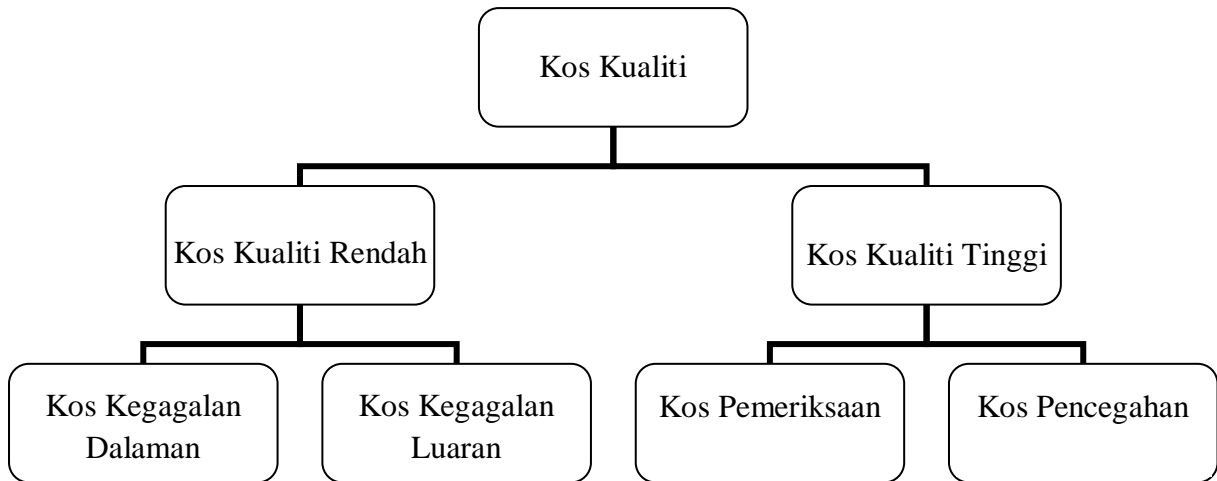 Kos Kualiti
Kos Kualiti Rendah
Kos Kualiti Tinggi
Kos Kegagalan
Dalaman
Kos Kegagalan
Luaran
Kos Pemeriksaan
Kos Pencegahan